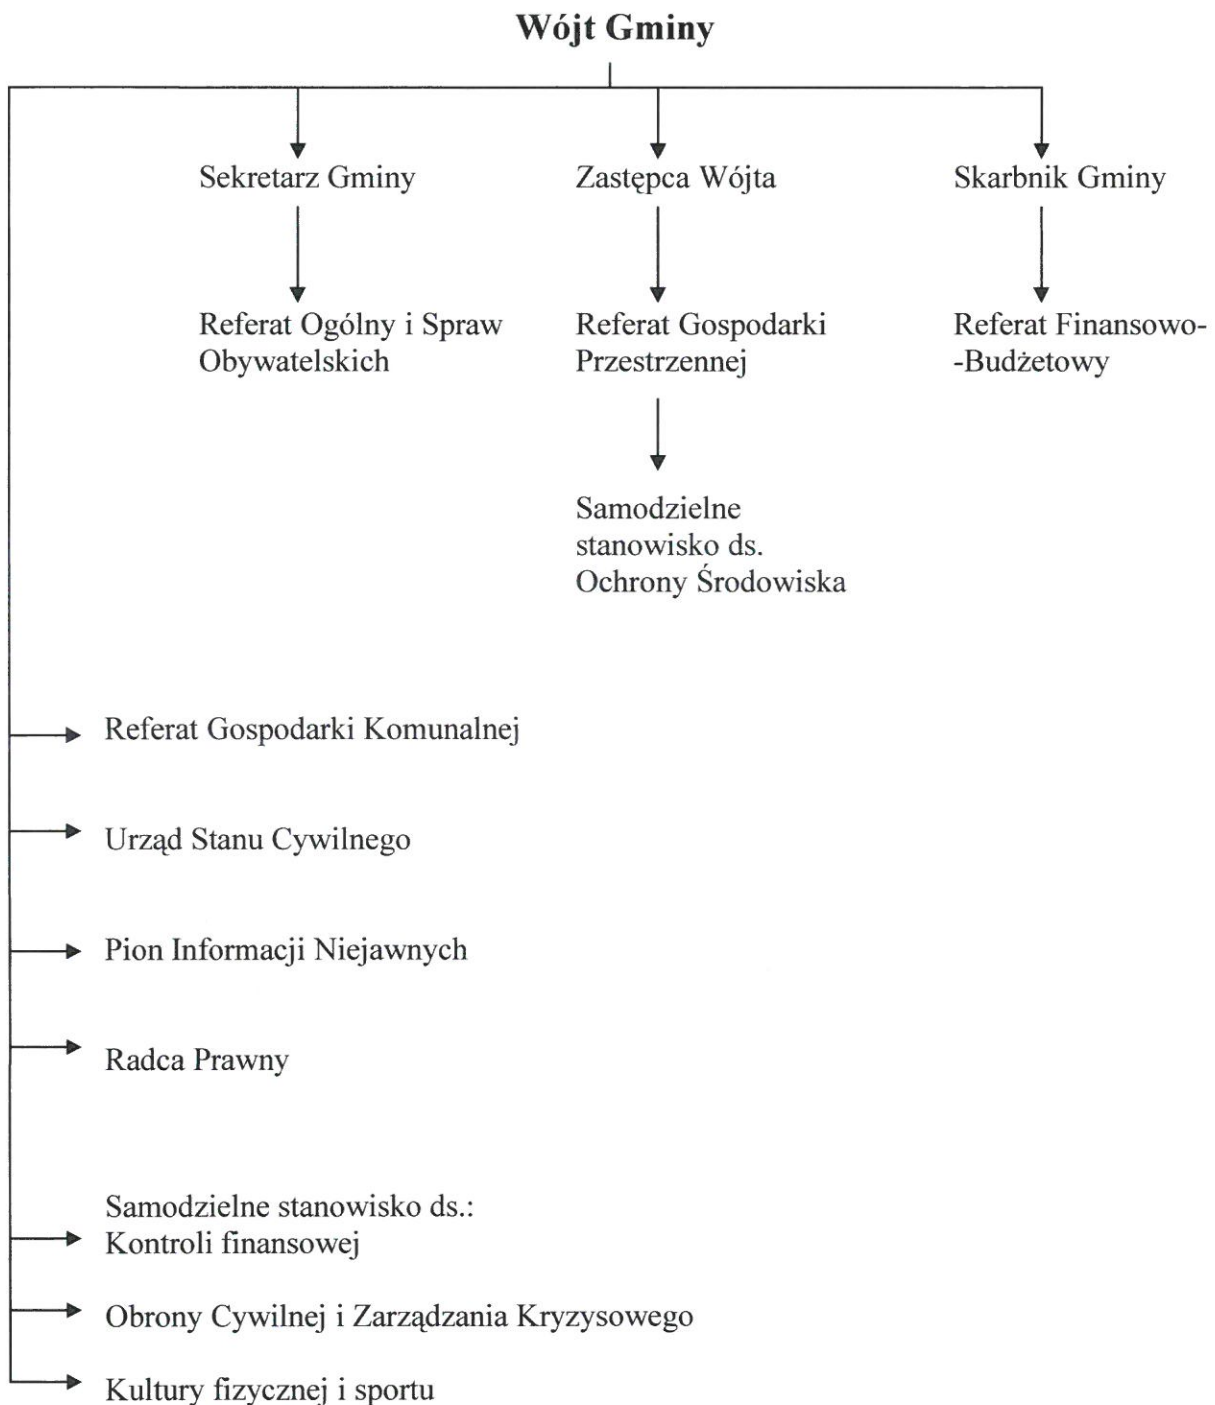 Wójt Gminy
Sekretarz Gminy
Zastępca Wójta
Skarbnik Gminy
Referat Ogólny i Spraw
Obywatelskich
Referat Gospodarki
Przestrzennej
Referat Finansowo-
-Budżetowy
Samodzielne
stanowisko ds.
Ochrony Środowiska
Referat Gospodarki Komunalnej
Urząd Stanu Cywilnego
Pion Informacji Niejawnych
Radca Prawny
Samodzielne stanowisko ds.:
Kontroli finansowej
Obrony Cywilnej i Zarządzania Kryzysowego
Kultury fizycznej i sportu